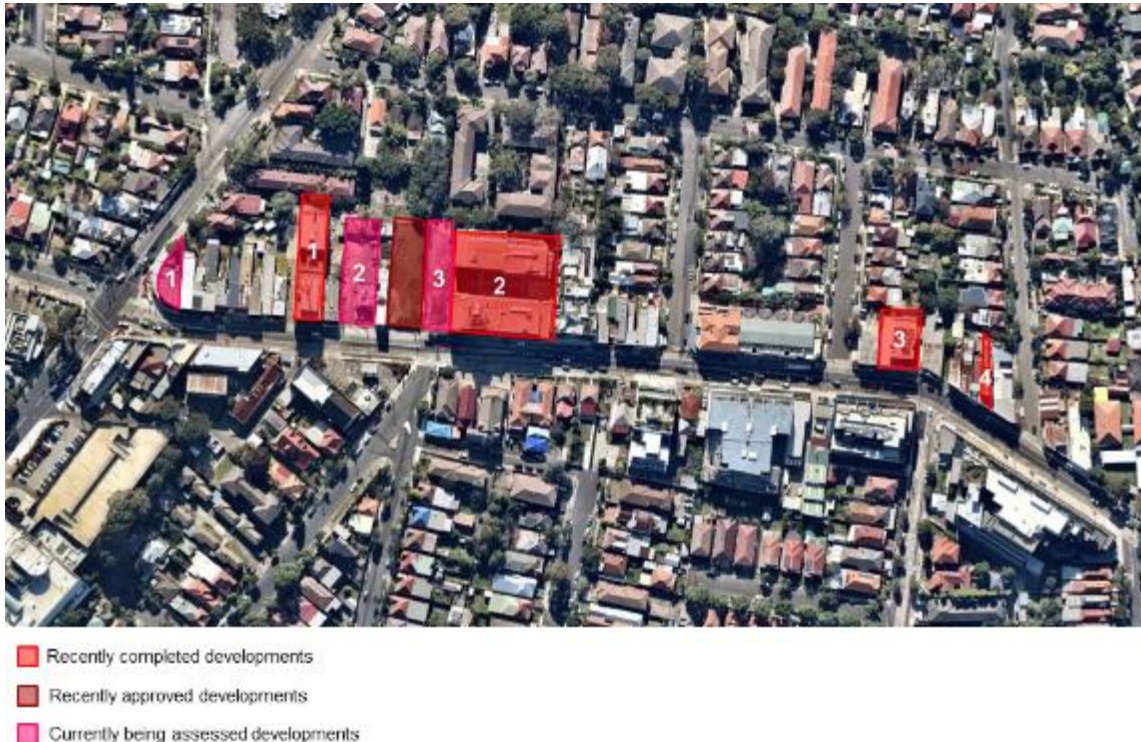 1
1
2
3
2
3
4
Recently completed developments
Recently approved developments
Currently being assessed developments